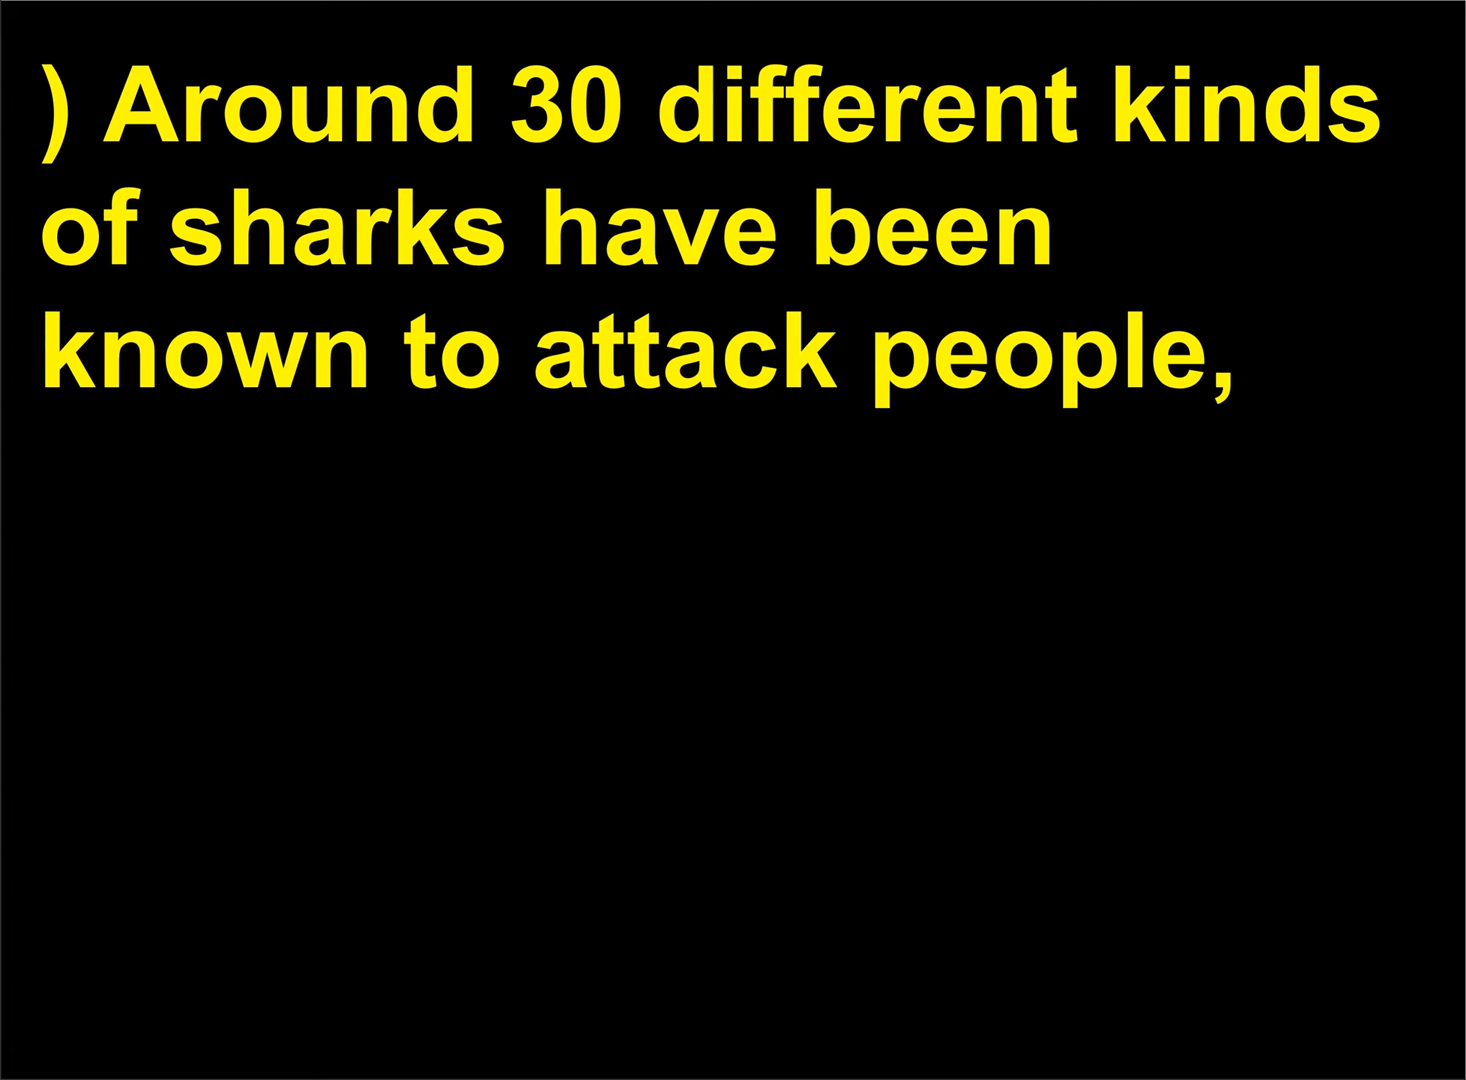 ) Around 30 different kinds
of sharks have been
known to attack people,